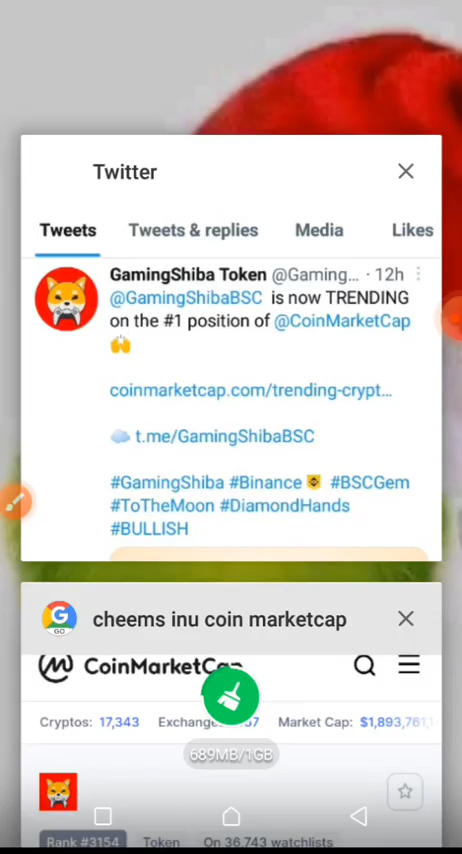 Twitter
Tweets Tweets & replies Media Likes
GamingShiba Token @Gaming... · 12h
@GamingShibaBSC is now TRENDING
on the #1 position of @CoinMarketCap
🙌
coinmarketcap.com/trending-crypt...
☁️ t.me/GamingShibaBSC
#GamingShiba #Binance #BSCGem
#ToTheMoon #DiamondHands
#BULLISH
G
GO
cheems inu coin marketcap
CoinMarketCap
Cryptos: 17,343 Market Cap: $1,893,761,1
689MB/1GB
Rank #3154 Token On 36,743 watchlists